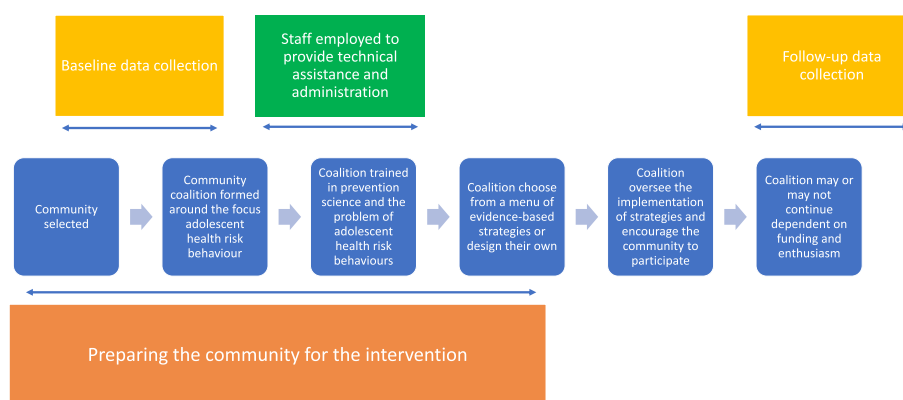 Baseline data collection
Staff employed to
provide technical
assistance and
administration
Follow-up data
collection
Community
selected
Community
coalition formed
around the focus
adolescent
health risk
behaviour
Coalition trained
in prevention
science and the
problem of
adolescent
health risk
behaviours
Coalition choose
from a menu of
evidence-based
strategies or
design their own
Coalition
oversee the
implementation
of strategies and
encourage the
community to
participate
Coalition may or
may not
continue
dependent on
funding and
enthusiasm
Preparing the community for the intervention